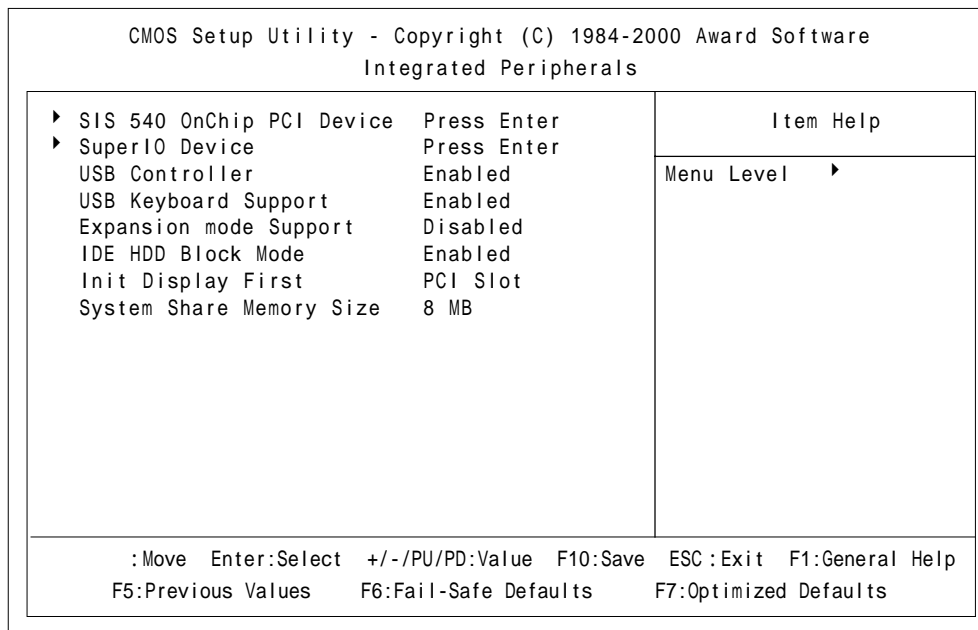 CMOS Setup Utility - Copyright (C) 1984-2000 Award Software
Integrated Peripherals
SIS 540 OnChip PCI Device Press Enter
SuperIO Device Press Enter
USB Controller Enabled
USB Keyboard Support Enabled
Expansion mode Support Disabled
IDE HDD Block Mode Enabled
Init Display First PCI Slot
System Share Memory Size 8 MB
Item Help
Menu Level
:Move Enter:Select +/-/PU/PD:Value F10:Save ESC:Exit F1:General Help
F5:Previous Values F6:Fail-Safe Defaults F7:Optimized Defaults